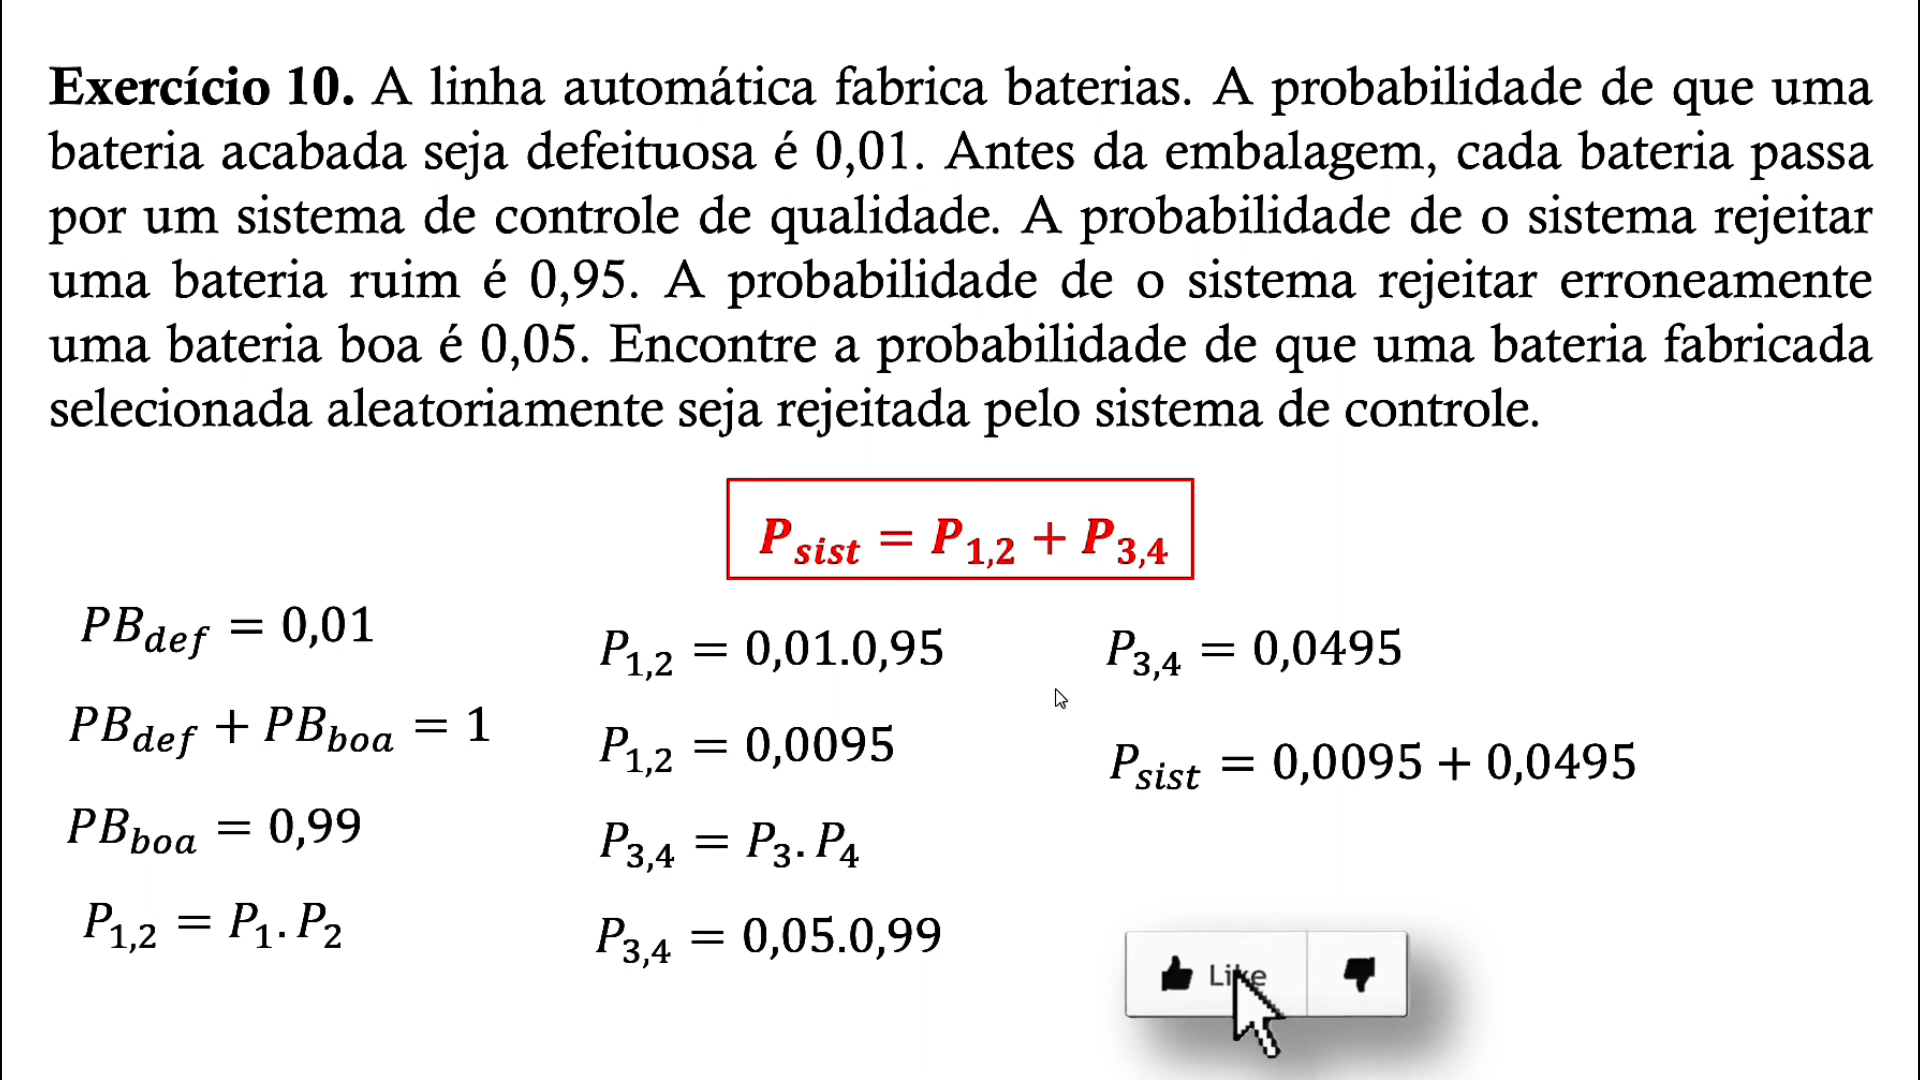 Exercício 10. A linha automática fabrica baterias. A probabilidade de que uma
bateria acabada seja defeituosa é 0,01. Antes da embalagem, cada bateria passa
por um sistema de controle de qualidade. A probabilidade de o sistema rejeitar
uma bateria ruim é 0,95. A probabilidade de o sistema rejeitar erroneamente
uma bateria boa é 0,05. Encontre a probabilidade de que uma bateria fabricada
selecionada aleatoriamente seja rejeitada pelo sistema de controle.
P_sist = P_1,2 + P_3,4
PB_def = 0,01
PB_def + PB_boa = 1
PB_boa = 0,99
P_1,2 = P_1. P_2
P_1,2 = 0,01.0,95
P_1,2 = 0,0095
P_3,4 = P_3. P_4
P_3,4 = 0,05.0,99
P_3,4 = 0,0495
P_sist = 0,0095 + 0,0495
Like